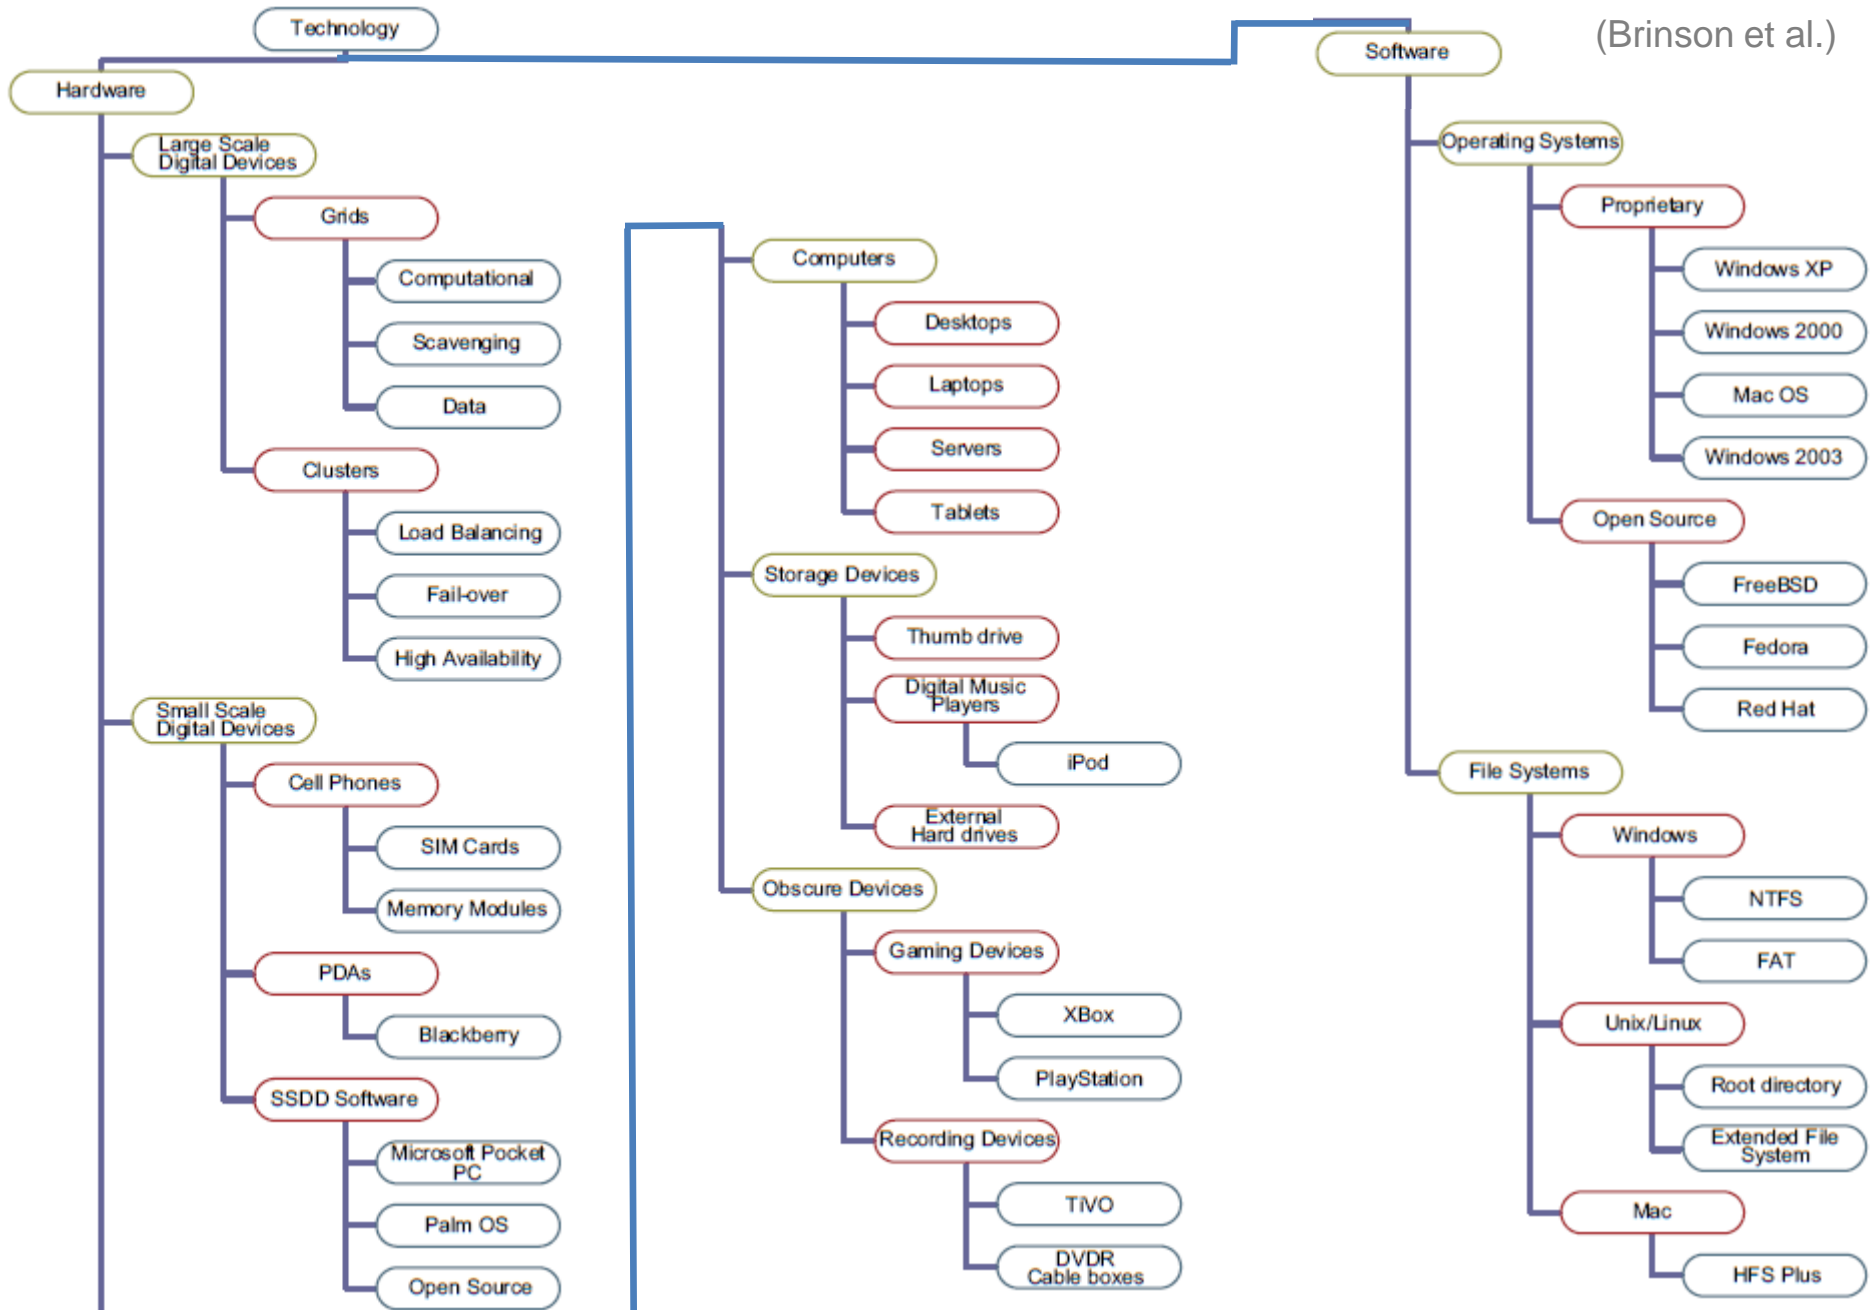 Technology
Hardware
Large Scale
Digital Devices
Grids
Computational
Scavenging
Data
Clusters
Load Balancing
Fail-over
High Availability
Small Scale
Digital Devices
Cell Phones
SIM Cards
Memory Modules
PDAs
Blackberry
SSDD Software
Microsoft Pocket
PC
Palm OS
Open Source
Computers
Desktops
Laptops
Servers
Tablets
Storage Devices
Thumb drive
Digital Music
Players
iPod
External
Hard drives
Obscure Devices
Gaming Devices
XBox
PlayStation
Recording Devices
TiVO
DVDR
Cable boxes
(Brinson et al.)
Software
Operating Systems
Proprietary
Windows XP
Windows 2000
Mac OS
Windows 2003
Open Source
FreeBSD
Fedora
Red Hat
File Systems
Windows
NTFS
FAT
Unix/Linux
Root directory
Extended File
System
Mac
HFS Plus